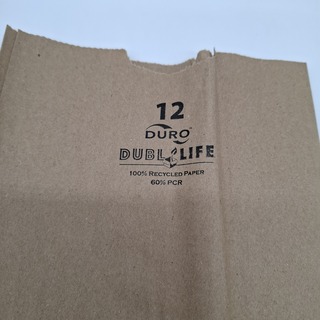 12
DURO®
DUBL LIFE
100% RECYCLED PAPER
60% PCR